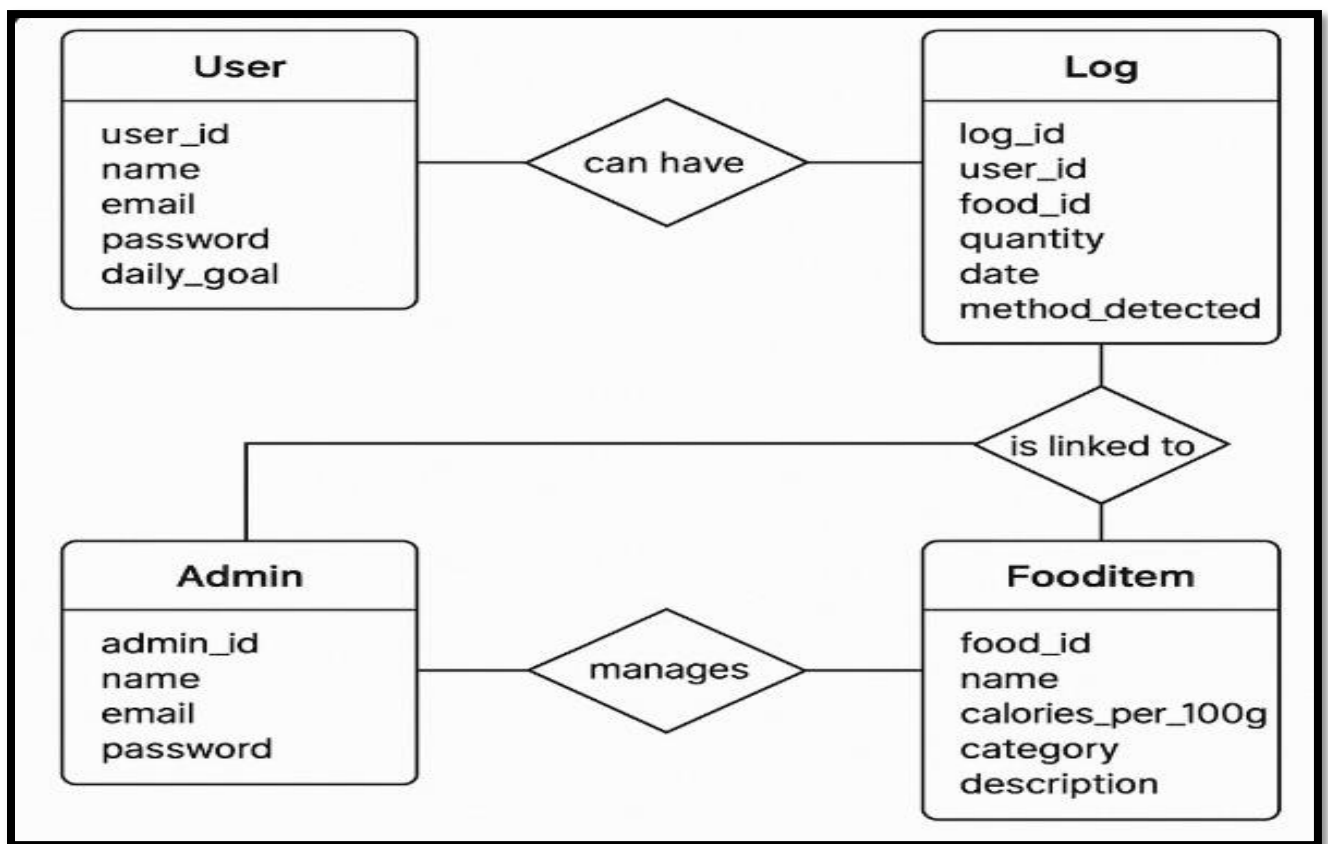 User
user_id
name
email
password
daily_goal
can have
Log
log_id
user_id
food_id
quantity
date
method_detected
is linked to
Admin
admin_id
name
email
password
manages
Fooditem
food_id
name
calories_per_100g
category
description